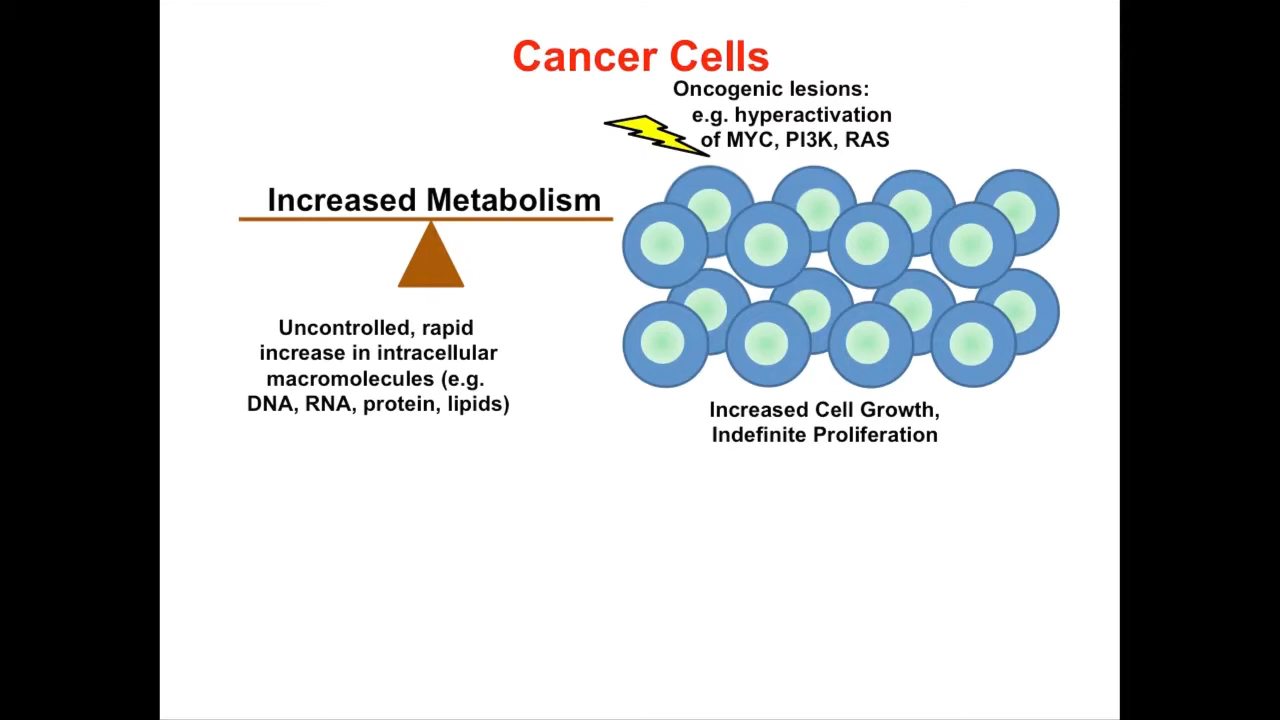 Cancer Cells
Oncogenic lesions:
e.g. hyperactivation
of MYC, PI3K, RAS
Increased Metabolism
Uncontrolled, rapid
increase in intracellular
macromolecules (e.g.
DNA, RNA, protein, lipids)
Increased Cell Growth,
Indefinite Proliferation